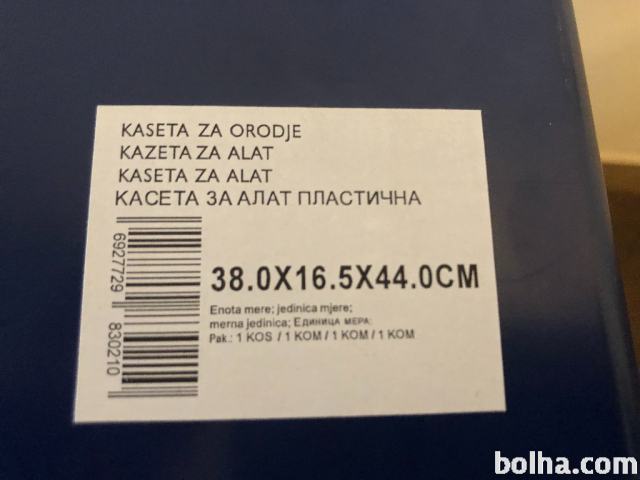 KASETA ZA ORODJE
KAZETA ZA ALAT
KASETA ZA ALAT
КАСЕТА ЗА АЛАТ ПЛАСТИЧНА
6927729 830210
38.0X16.5X44.0CM
Enota mere; jedinica mjere;
merna jedinica; Единица мера:
Pak.: 1 KOS / 1 KOM / 1 KOM / 1 KOM
bolha.com